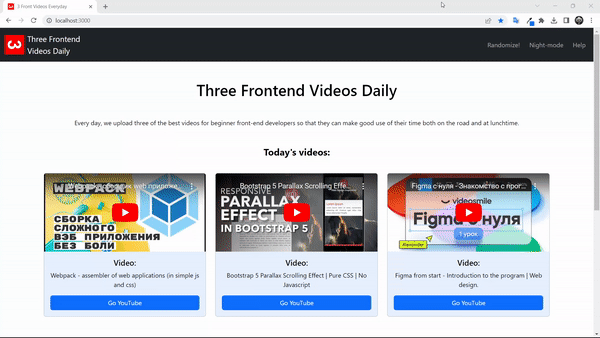 3 Front Videos Everyday
localhost:3000
Three Frontend
Videos Daily
Randomize!
Night-mode
Help
Three Frontend Videos Daily
Every day, we upload three of the best videos for beginner front-end developers so that they can make good use of their time both on the road and at lunchtime.
Today's videos:
WEBPACK
СБОРКА
СЛОЖНОГО
ВЭБ ПРИЛОЖЕНИЯ
БЕЗ БОЛИ
Video:
Webpack - assembler of web applications (in simple js
and css)
Go YouTube
Bootstrap 5 Parallax Scrolling Effe...
RESPONSIVE
PARALLAX
EFFECT
IN BOOTSTRAP 5
Video:
Bootstrap 5 Parallax Scrolling Effect | Pure CSS | No
Javascript
Go YouTube
Figma с нуля - Знакомство с прог...
videosmile
Figma с нуля
1 урок
Video:
Figma from start - Introduction to the program | Web
design.
Go YouTube